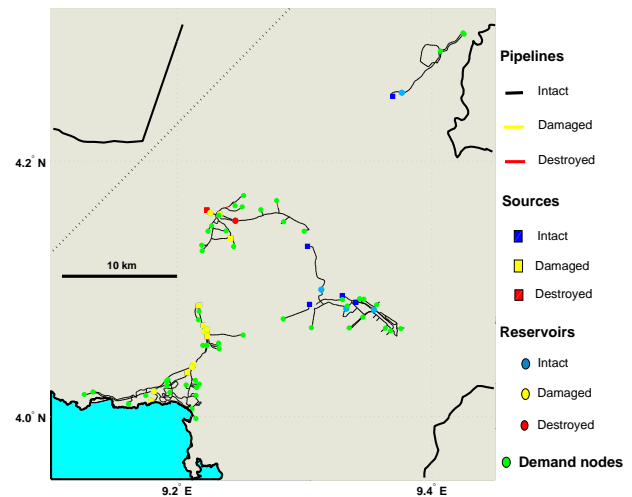 Pipelines
Intact
Damaged
Destroyed
Sources
Intact
Damaged
Destroyed
Reservoirs
Intact
Damaged
Destroyed
Demand nodes
4.2° N
10 km
4.0° N
9.2° E
9.4° E